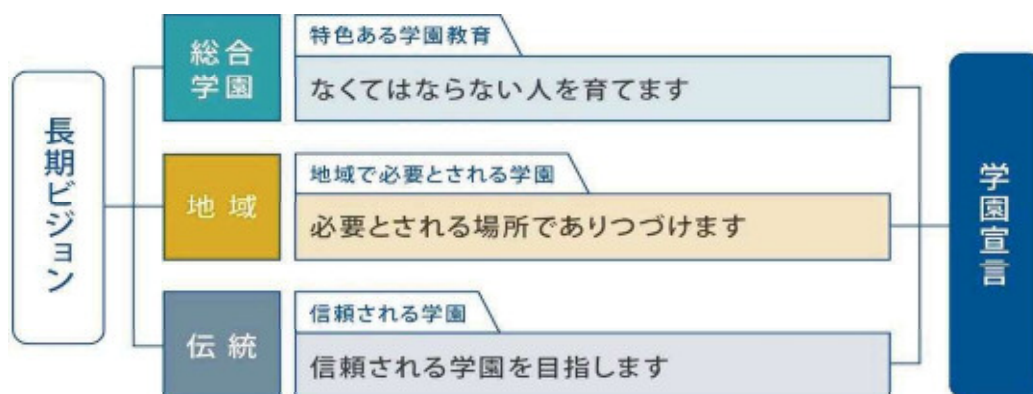 長期ビジョン
総合
学園
特色ある学園教育
なくてはならない人を育てます
地域
地域で必要とされる学園
必要とされる場所でありつづけます
伝統
信頼される学園
信頼される学園を目指します
学園宣言